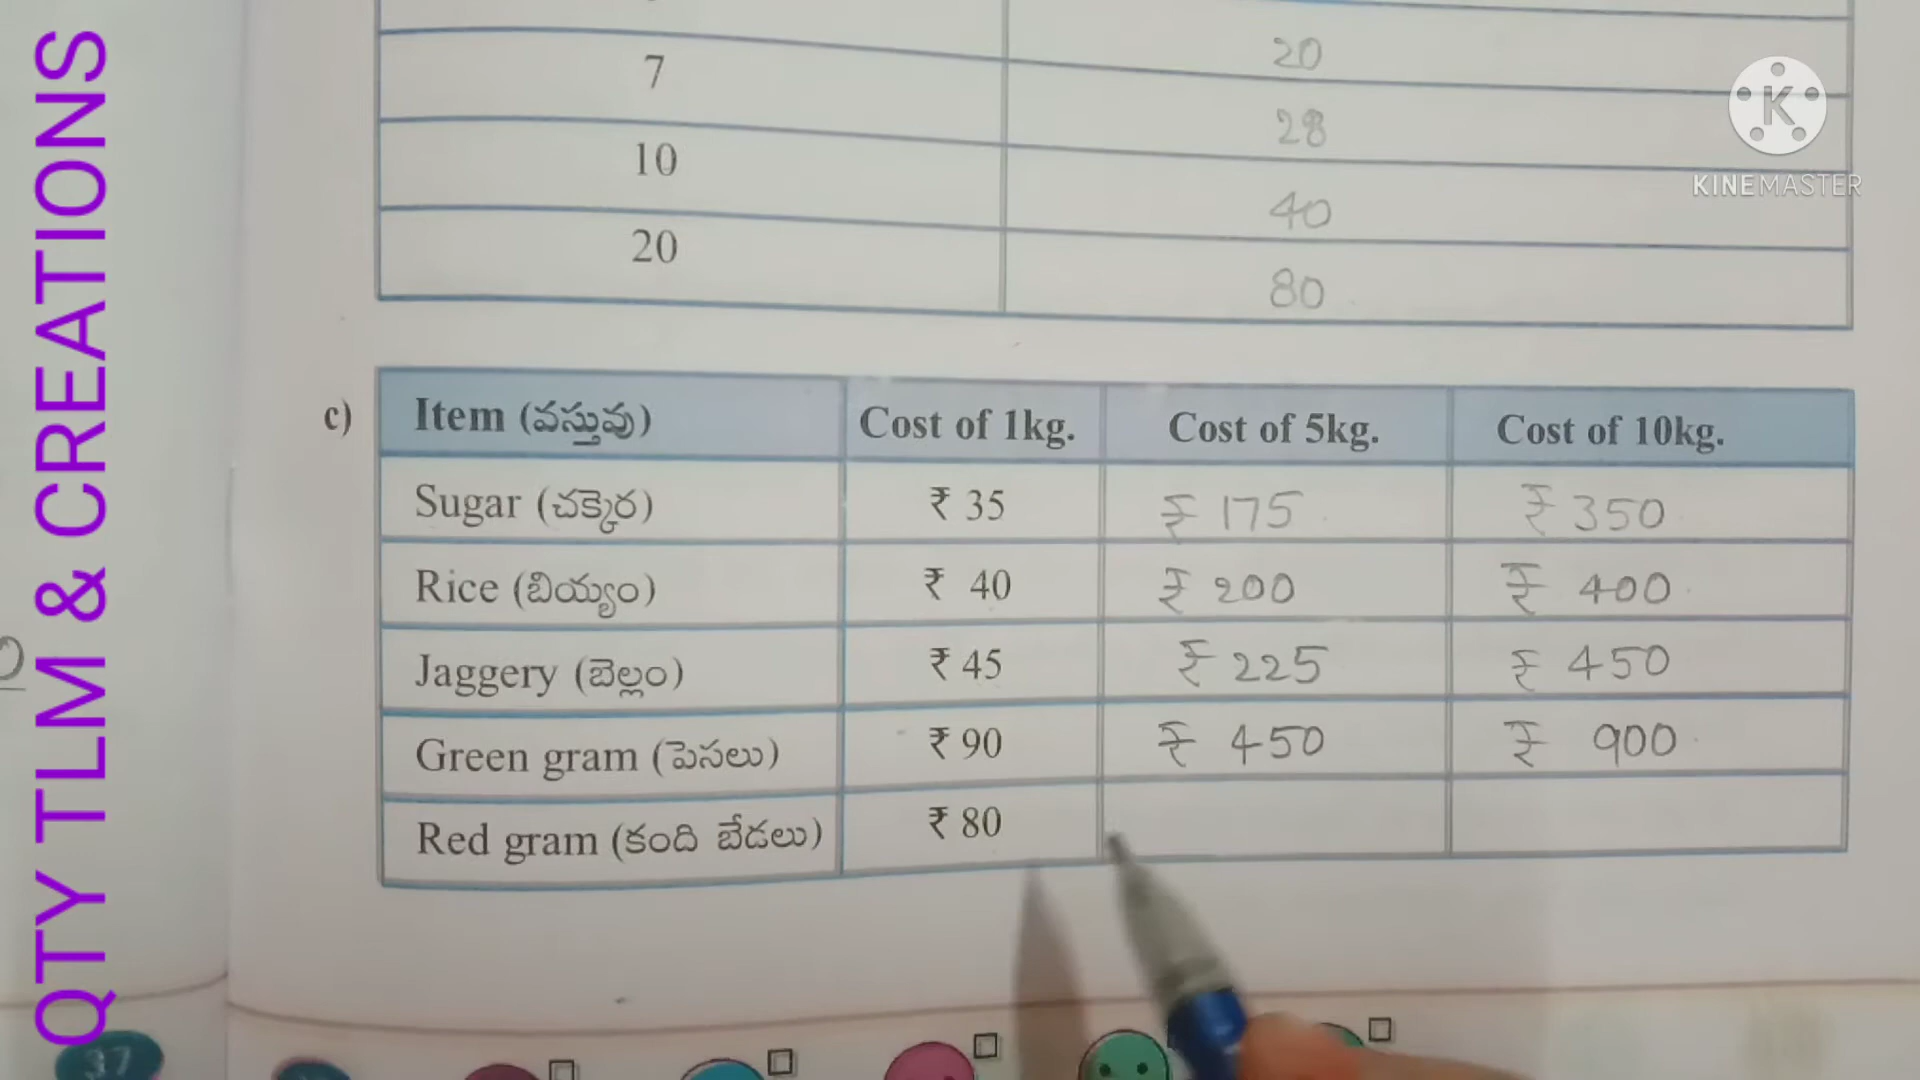 QTY TLM & CREATIONS
KINEMASTER
20
7 28
10 40
20 80
c) Item (వస్తువు) Cost of 1kg. Cost of 5kg. Cost of 10kg.
Sugar (చక్కెర) ₹ 35 ₹ 175 ₹ 350
Rice (బియ్యం) ₹ 40 ₹ 200 ₹ 400
Jaggery (బెల్లం) ₹ 45 ₹ 225 ₹ 450
Green gram (పెసలు) ₹ 90 ₹ 450 ₹ 900
Red gram (కంది బేడలు) ₹ 80
37